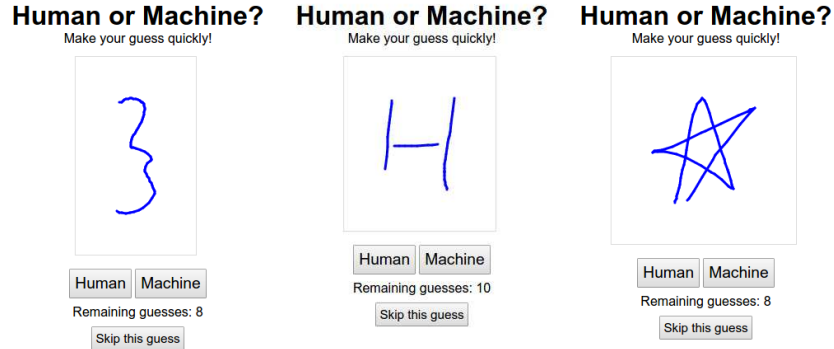 Human or Machine?
Make your guess quickly!
3
Human Machine
Remaining guesses: 8
Skip this guess
Human or Machine?
Make your guess quickly!
H
Human Machine
Remaining guesses: 10
Skip this guess
Human or Machine?
Make your guess quickly!
Human Machine
Remaining guesses: 8
Skip this guess